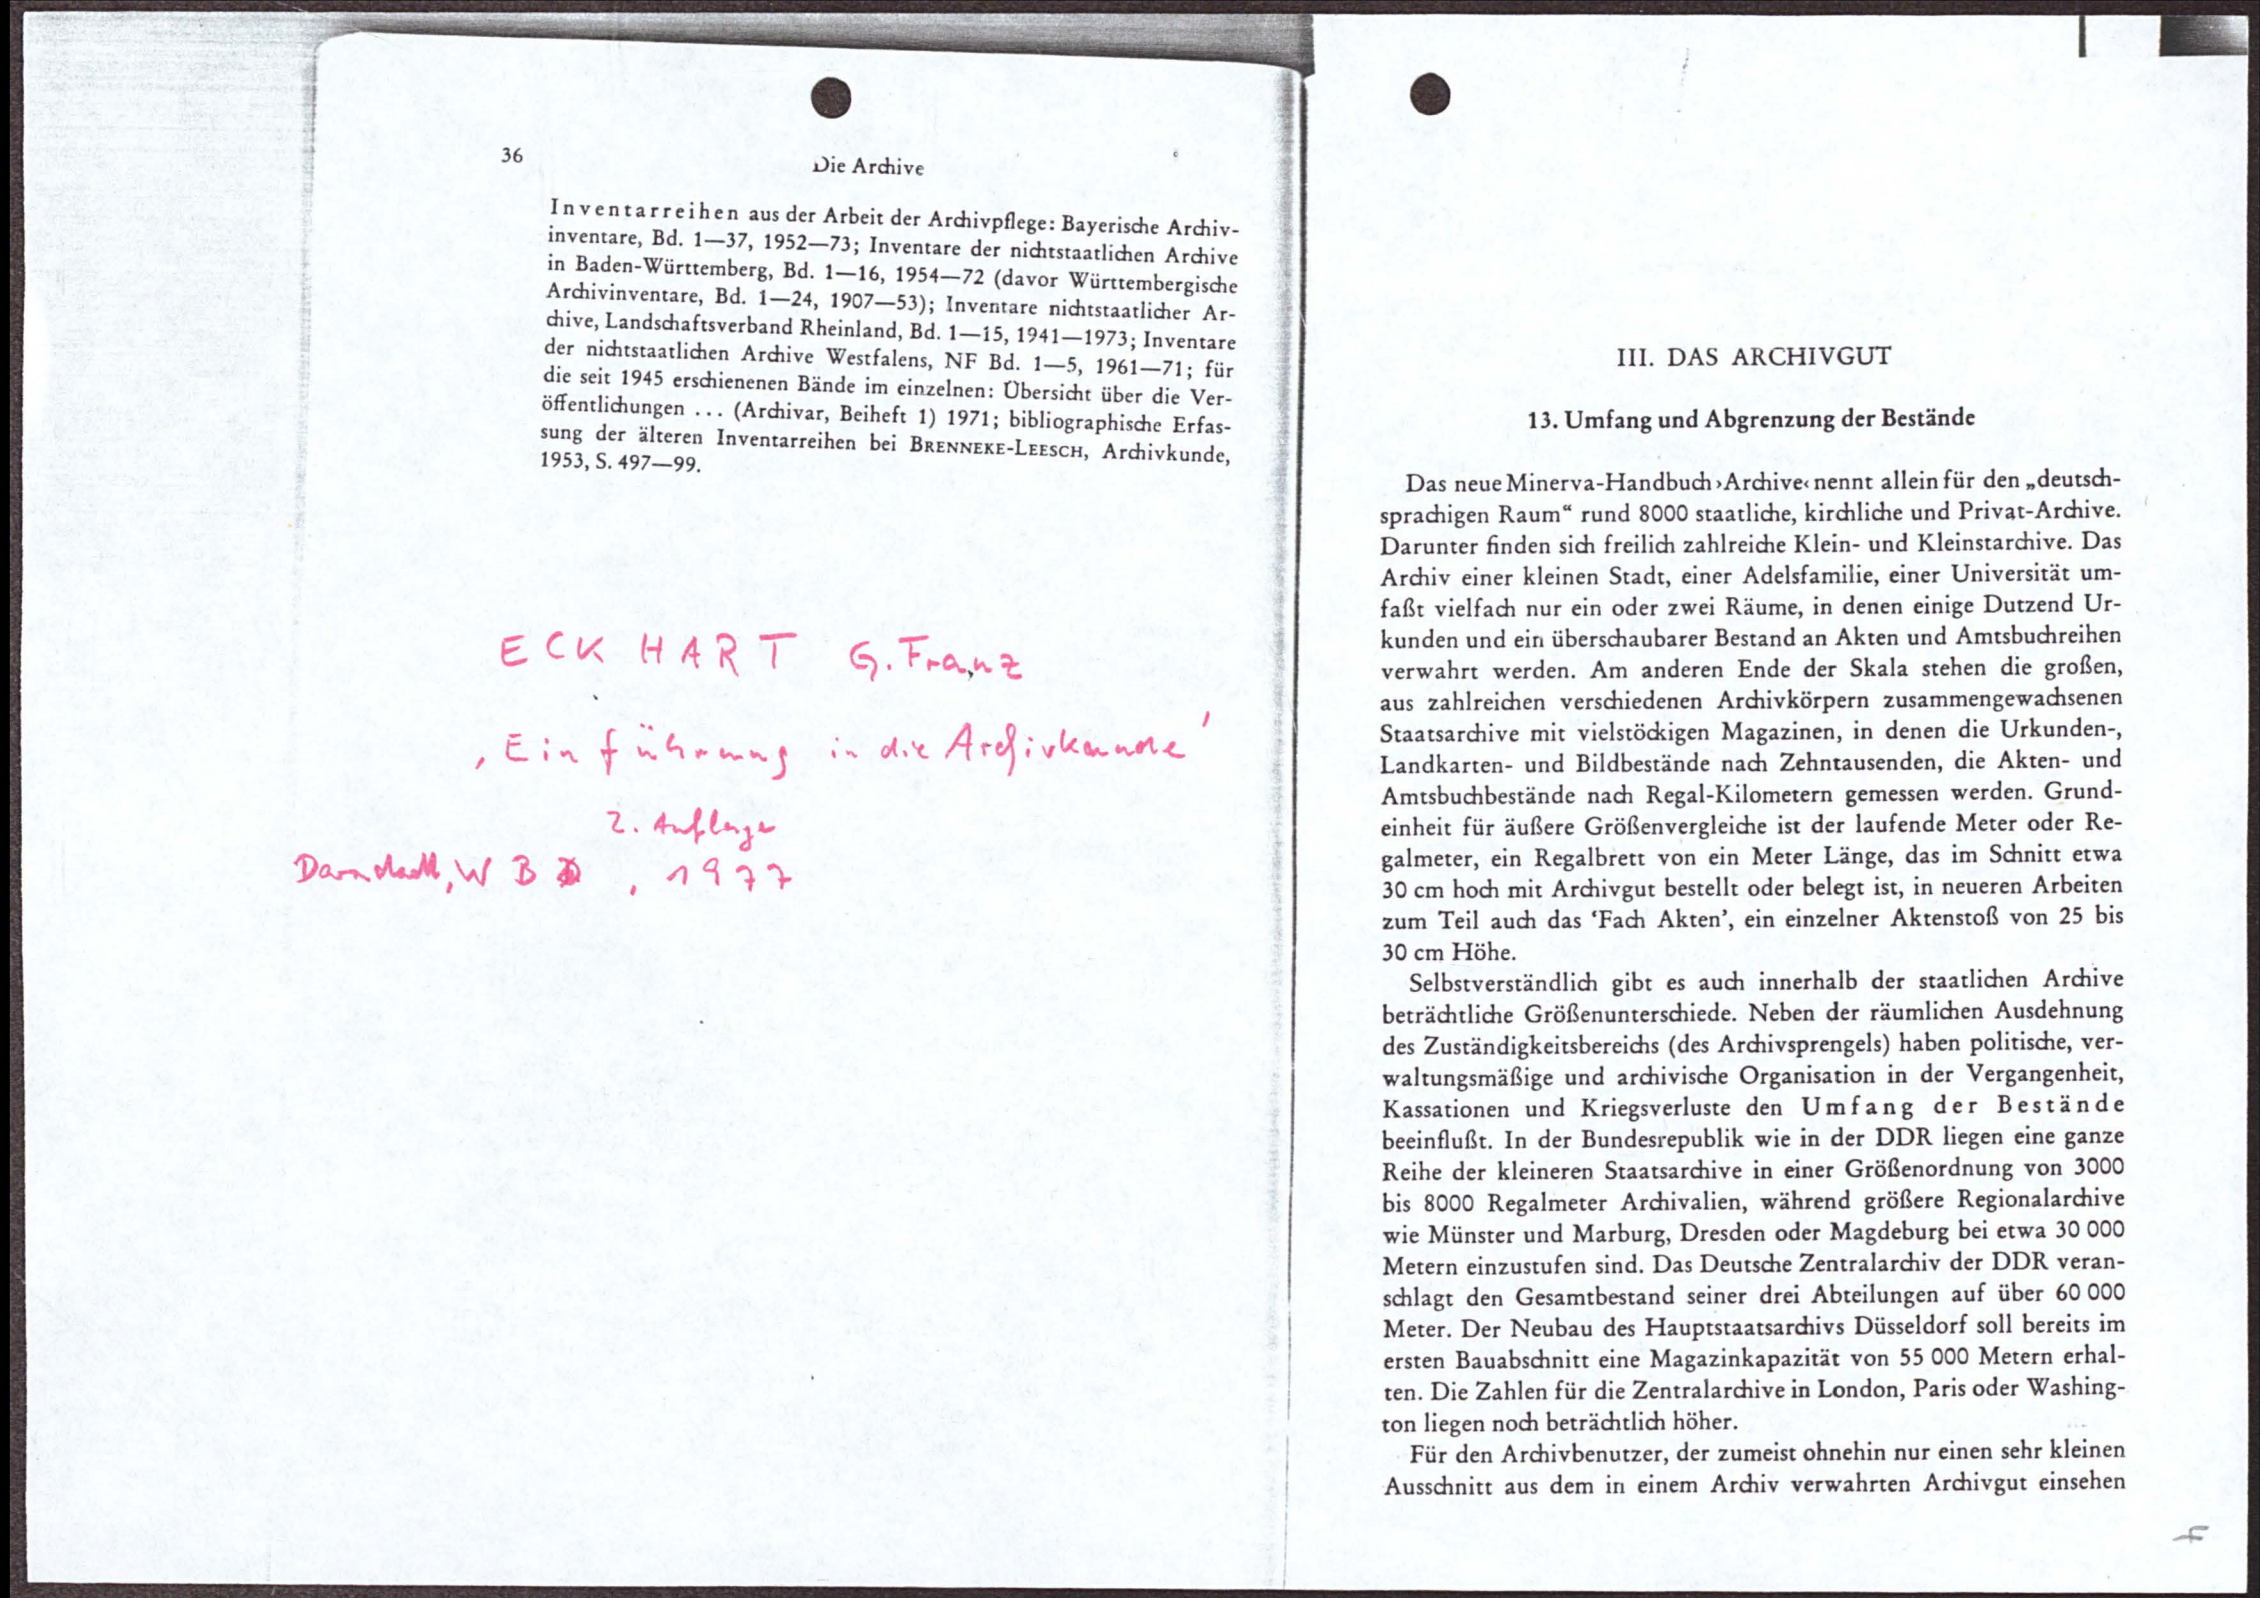 36
Die Archive
Inventarreihen aus der Arbeit der Archivpflege: Bayerische Archiv-
inventare, Bd. 1—37, 1952—73; Inventare der nichtstaatlichen Archive
in Baden-Württemberg, Bd. 1—16, 1954—72 (davor Württembergische
Archivinventare, Bd. 1—24, 1907—53); Inventare nichtstaatlicher Ar-
chive, Landschaftsverband Rheinland, Bd. 1—15, 1941—1973; Inventare
der nichtstaatlichen Archive Westfalens, NF Bd. 1—5, 1961—71; für
die seit 1945 erschienenen Bände im einzelnen: Übersicht über die Ver-
öffentlichungen ... (Archivar, Beiheft 1) 1971; bibliographische Erfas-
sung der älteren Inventarreihen bei BRENNEKE-LEESCH, Archivkunde,
1953, S. 497—99.
ECKHART G. Franz
‚Einführung in die Archivkunde'
2. Auflage
Darmstadt, WB , 1977
III. DAS ARCHIVGUT
13. Umfang und Abgrenzung der Bestände
Das neue Minerva-Handbuch ›Archive‹ nennt allein für den „deutsch-
sprachigen Raum“ rund 8000 staatliche, kirchliche und Privat-Archive.
Darunter finden sich freilich zahlreiche Klein- und Kleinstarchive. Das
Archiv einer kleinen Stadt, einer Adelsfamilie, einer Universität um-
faßt vielfach nur ein oder zwei Räume, in denen einige Dutzend Ur-
kunden und ein überschaubarer Bestand an Akten und Amtsbuchreihen
verwahrt werden. Am anderen Ende der Skala stehen die großen,
aus zahlreichen verschiedenen Archivkörpern zusammengewachsenen
Staatsarchive mit vielstöckigen Magazinen, in denen die Urkunden-,
Landkarten- und Bildbestände nach Zehntausenden, die Akten- und
Amtsbuchbestände nach Regal-Kilometern gemessen werden. Grund-
einheit für äußere Größenvergleiche ist der laufende Meter oder Re-
galmeter, ein Regalbrett von ein Meter Länge, das im Schnitt etwa
30 cm hoch mit Archivgut bestellt oder belegt ist, in neueren Arbeiten
zum Teil auch das ‘Fach Akten’, ein einzelner Aktenstoß von 25 bis
30 cm Höhe.
Selbstverständlich gibt es auch innerhalb der staatlichen Archive
beträchtliche Größenunterschiede. Neben der räumlichen Ausdehnung
des Zuständigkeitsbereichs (des Archivsprengels) haben politische, ver-
waltungsmäßige und archivische Organisation in der Vergangenheit,
Kassationen und Kriegsverluste den Umfang der Bestände
beeinflußt. In der Bundesrepublik wie in der DDR liegen eine ganze
Reihe der kleineren Staatsarchive in einer Größenordnung von 3000
bis 8000 Regalmeter Archivalien, während größere Regionalarchive
wie Münster und Marburg, Dresden oder Magdeburg bei etwa 30 000
Metern einzustufen sind. Das Deutsche Zentralarchiv der DDR veran-
schlagt den Gesamtbestand seiner drei Abteilungen auf über 60 000
Meter. Der Neubau des Hauptstaatsarchivs Düsseldorf soll bereits im
ersten Bauabschnitt eine Magazinkapazität von 55 000 Metern erhal-
ten. Die Zahlen für die Zentralarchive in London, Paris oder Washing-
ton liegen noch beträchtlich höher.
Für den Archivbenutzer, der zumeist ohnehin nur einen sehr kleinen
Ausschnitt aus dem in einem Archiv verwahrten Archivgut einsehen